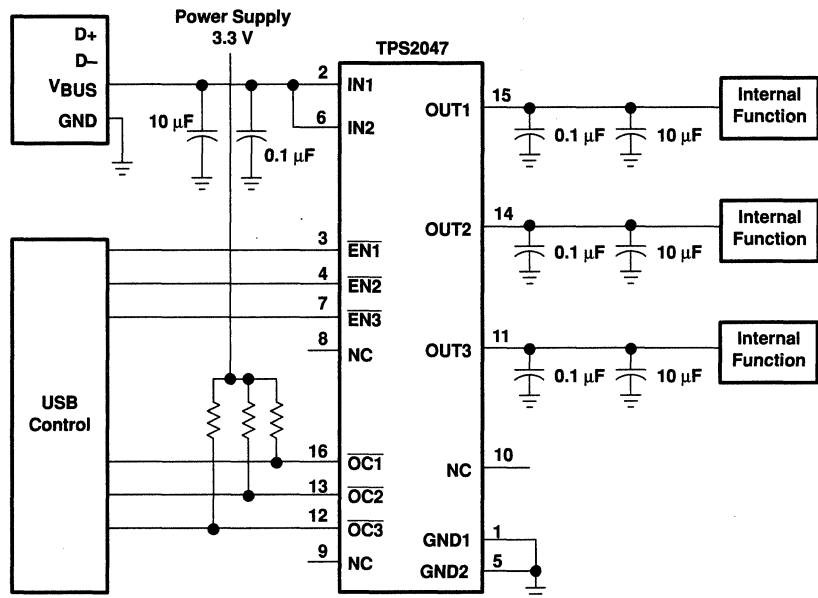 Power Supply
3.3 V
TPS2047
D+
D–
VBUS
GND
10 µF
0.1 µF
2
IN1
6
IN2
3
EN1
4
EN2
7
EN3
8
NC
USB
Control
16
OC1
13
OC2
12
OC3
9
NC
OUT1
15
0.1 µF
10 µF
Internal
Function
OUT2
14
0.1 µF
10 µF
Internal
Function
OUT3
11
0.1 µF
10 µF
Internal
Function
NC
10
GND1
1
GND2
5